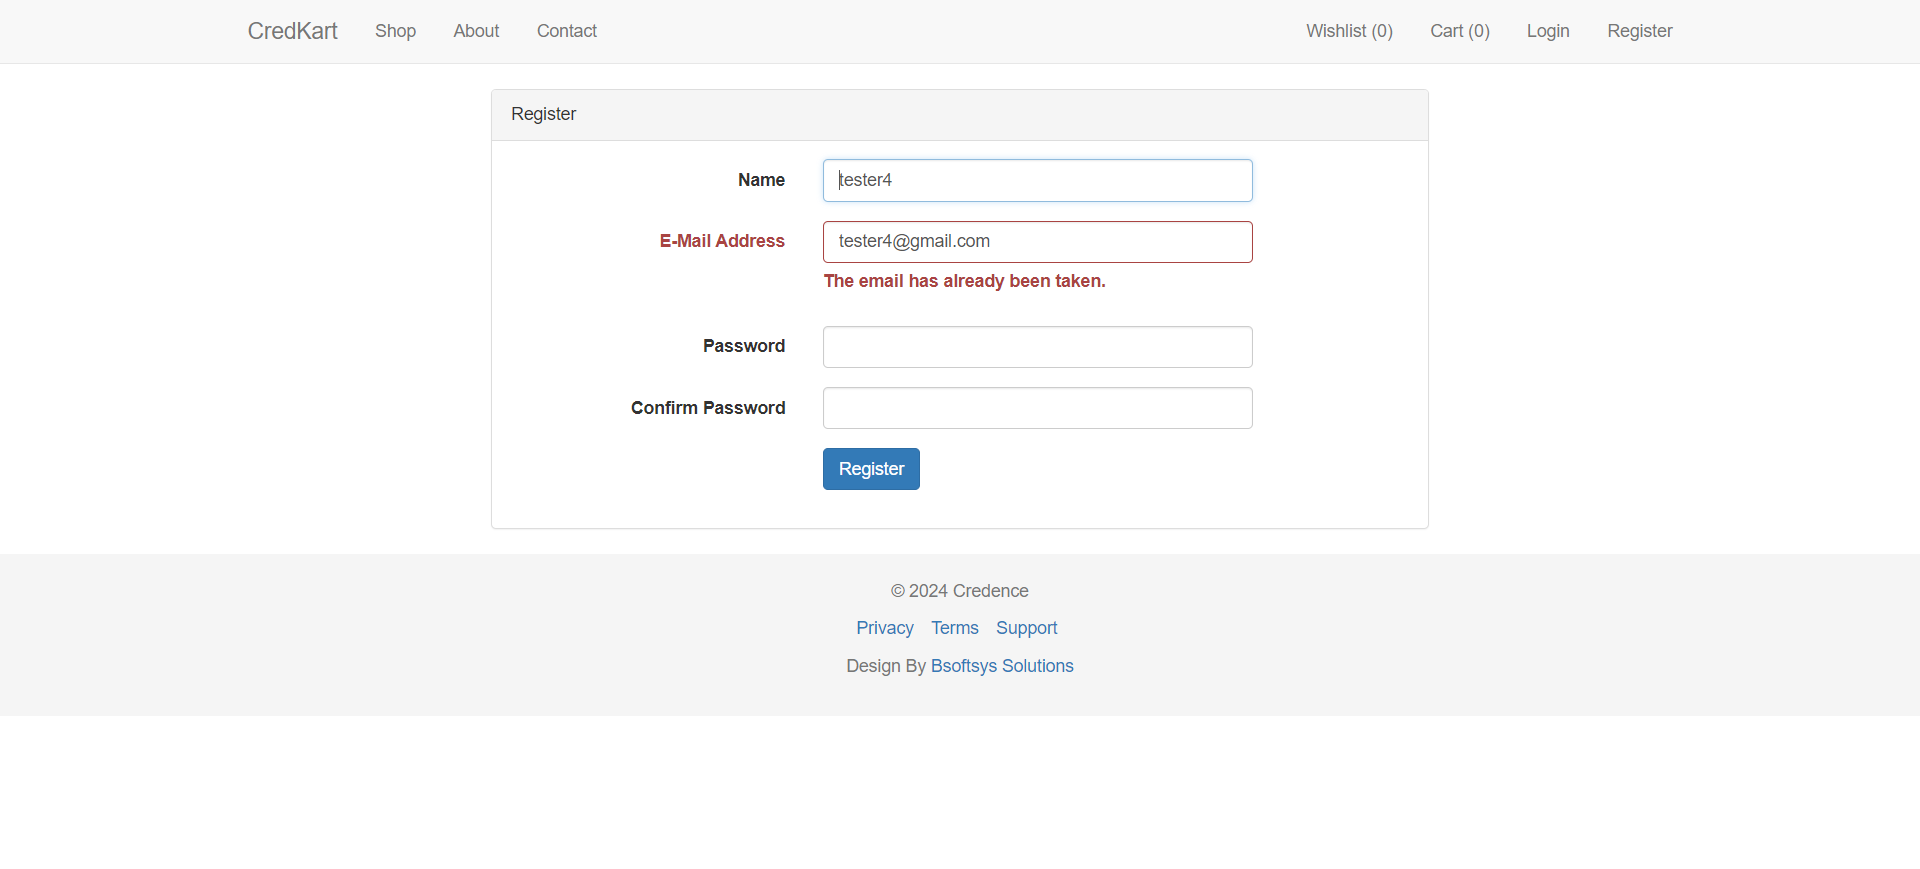 CredKart Shop About Contact Wishlist (0) Cart (0) Login Register
Register
Name tester4
E-Mail Address tester4@gmail.com
The email has already been taken.
Password
Confirm Password
Register
© 2024 Credence
Privacy Terms Support
Design By Bsoftsys Solutions